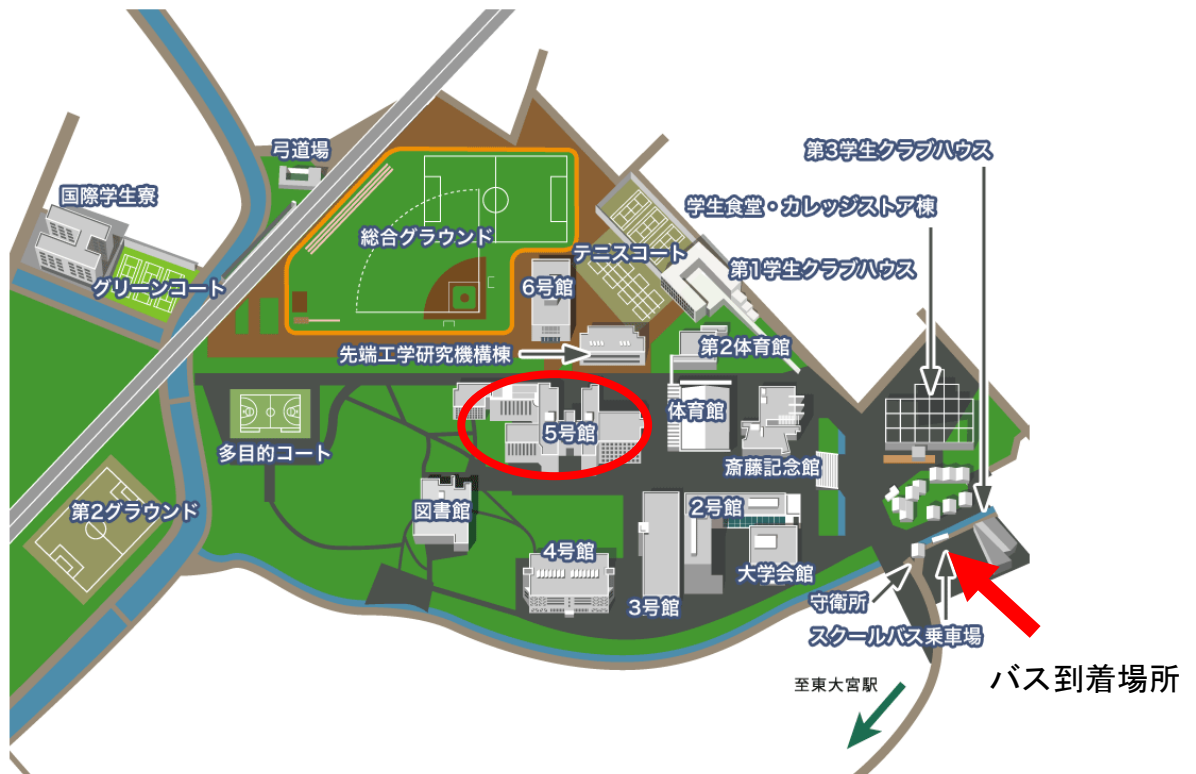 第3学生クラブハウス
弓道場
国際学生寮
学生食堂・カレッジストア棟
総合グラウンド
テニスコート
第1学生クラブハウス
グリーンコート
6号館
先端工学研究機構棟
第2体育館
体育館
5号館
多目的コート
斎藤記念館
第2グラウンド
図書館
2号館
4号館
大学会館
3号館
守衛所
スクールバス乗車場
バス到着場所
至東大宮駅